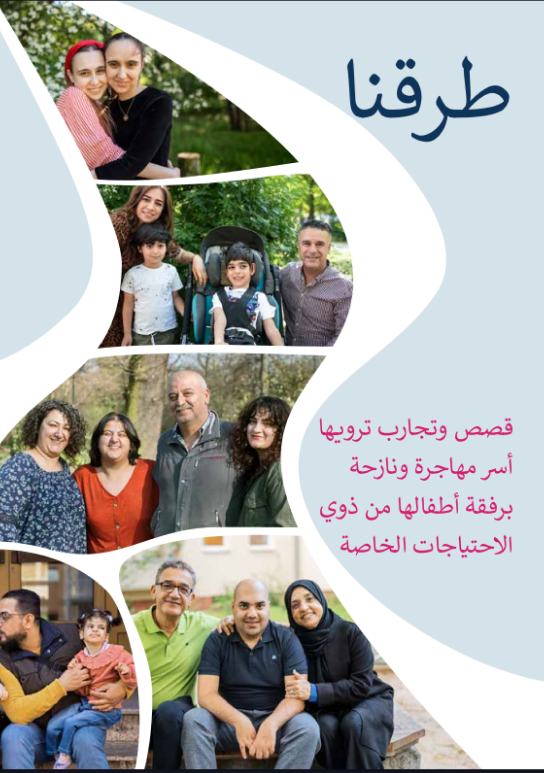 طرقنا
قصص وتجارب ترويها
أسر مهاجرة ونازحة
برفقة أطفالها من ذوي
الاحتياجات الخاصة